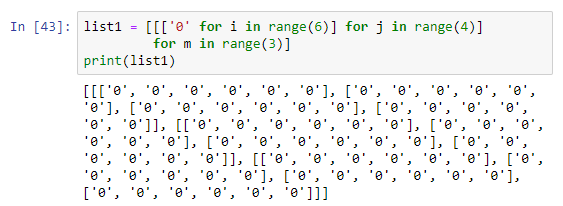 In [43]: list1 = [[['0' for i in range(6)] for j in range(4)]
for m in range(3)]
print(list1)
[[['0', '0', '0', '0', '0', '0'], ['0', '0', '0', '0', '0',
'0'], ['0', '0', '0', '0', '0', '0'], ['0', '0', '0', '0',
'0', '0']], [['0', '0', '0', '0', '0', '0'], ['0', '0', '0',
'0', '0', '0'], ['0', '0', '0', '0', '0', '0'], ['0', '0',
'0', '0', '0', '0']], [['0', '0', '0', '0', '0', '0'], ['0',
'0', '0', '0', '0', '0'], ['0', '0', '0', '0', '0', '0'],
['0', '0', '0', '0', '0', '0']]]